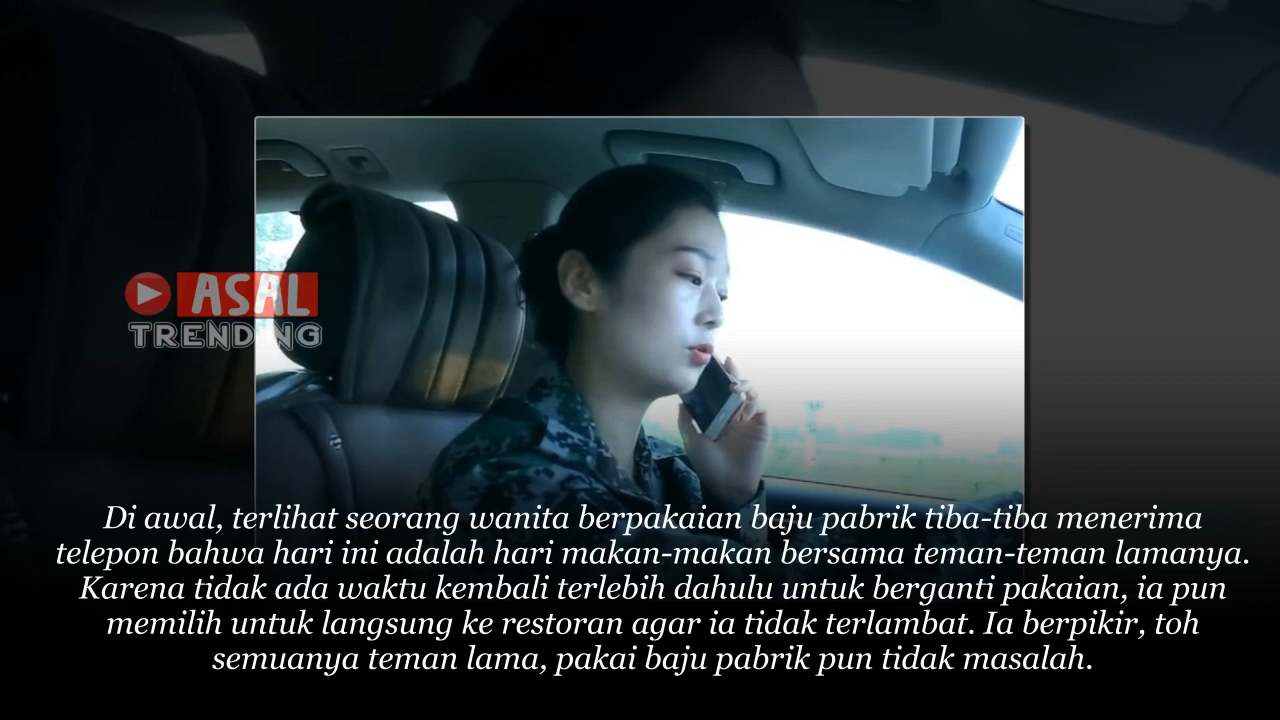 ASAL
TRENDING
Di awal, terlihat seorang wanita berpakaian baju pabrik tiba-tiba menerima
telepon bahwa hari ini adalah hari makan-makan bersama teman-teman lamanya.
Karena tidak ada waktu kembali terlebih dahulu untuk berganti pakaian, ia pun
memilih untuk langsung ke restoran agar ia tidak terlambat. Ia berpikir, toh
semuanya teman lama, pakai baju pabrik pun tidak masalah.